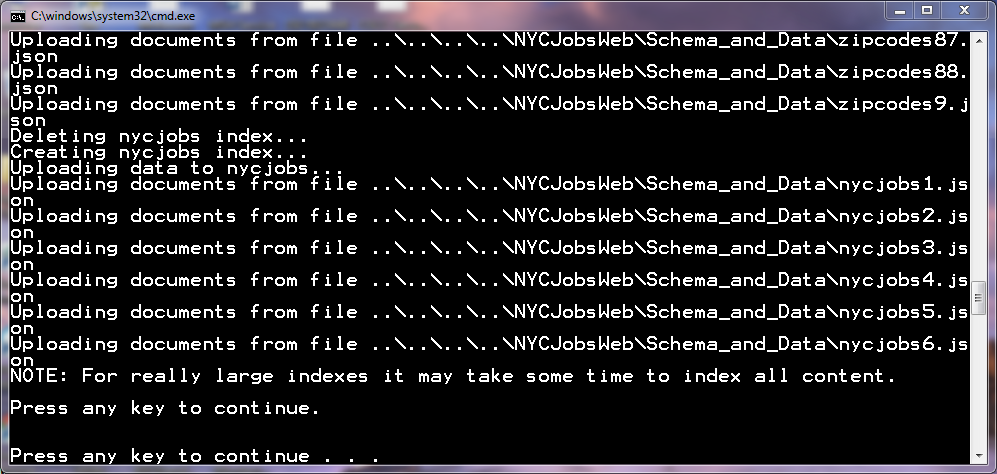 C:\windows\system32\cmd.exe
Uploading documents from file ..\..\..\..\NYCJobsWeb\Schema_and_Data\zipcodes87.
json
Uploading documents from file ..\..\..\..\NYCJobsWeb\Schema_and_Data\zipcodes88.
json
Uploading documents from file ..\..\..\..\NYCJobsWeb\Schema_and_Data\zipcodes9.j
son
Deleting nycjobs index...
Creating nycjobs index...
Uploading data to nycjobs...
Uploading documents from file ..\..\..\..\NYCJobsWeb\Schema_and_Data\nycjobs1.js
on
Uploading documents from file ..\..\..\..\NYCJobsWeb\Schema_and_Data\nycjobs2.js
on
Uploading documents from file ..\..\..\..\NYCJobsWeb\Schema_and_Data\nycjobs3.js
on
Uploading documents from file ..\..\..\..\NYCJobsWeb\Schema_and_Data\nycjobs4.js
on
Uploading documents from file ..\..\..\..\NYCJobsWeb\Schema_and_Data\nycjobs5.js
on
Uploading documents from file ..\..\..\..\NYCJobsWeb\Schema_and_Data\nycjobs6.js
on
NOTE: For really large indexes it may take some time to index all content.
Press any key to continue.
Press any key to continue . . .